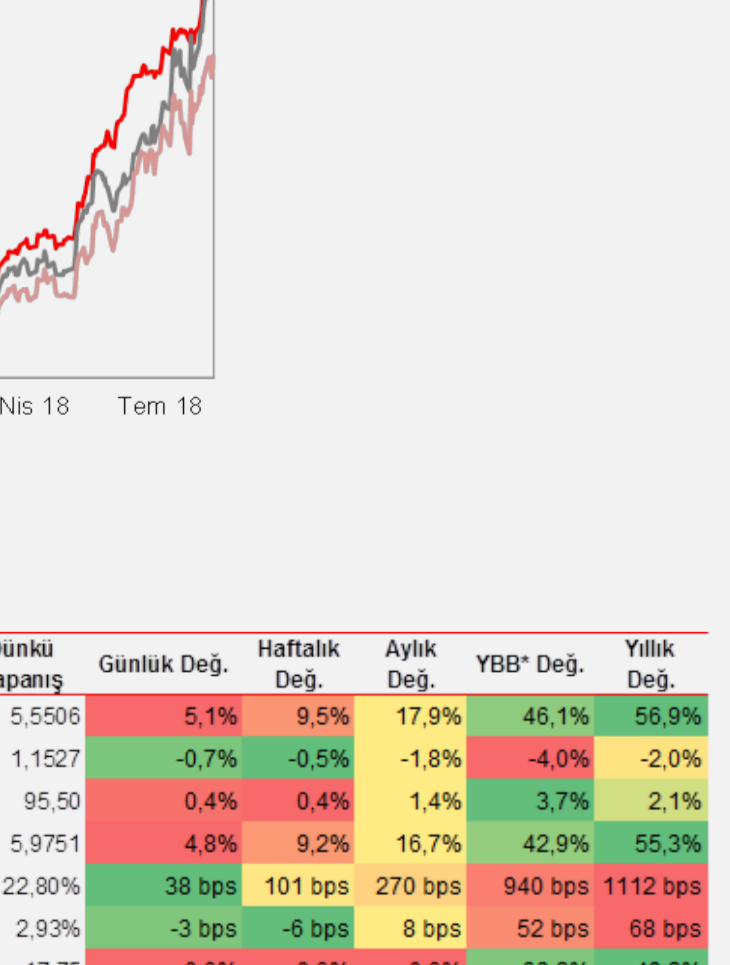 Nis 18 Tem 18
Günlük Değ. Haftalık Değ. Aylık Değ. YBB* Değ. Yıllık Değ.
5,5506 5,1% 9,5% 17,9% 46,1% 56,9%
1,1527 -0,7% -0,5% -1,8% -4,0% -2,0%
95,50 0,4% 0,4% 1,4% 3,7% 2,1%
5,9751 4,8% 9,2% 16,7% 42,9% 55,3%
22,80% 38 bps 101 bps 270 bps 940 bps 1112 bps
2,93% -3 bps -6 bps 8 bps 52 bps 68 bps